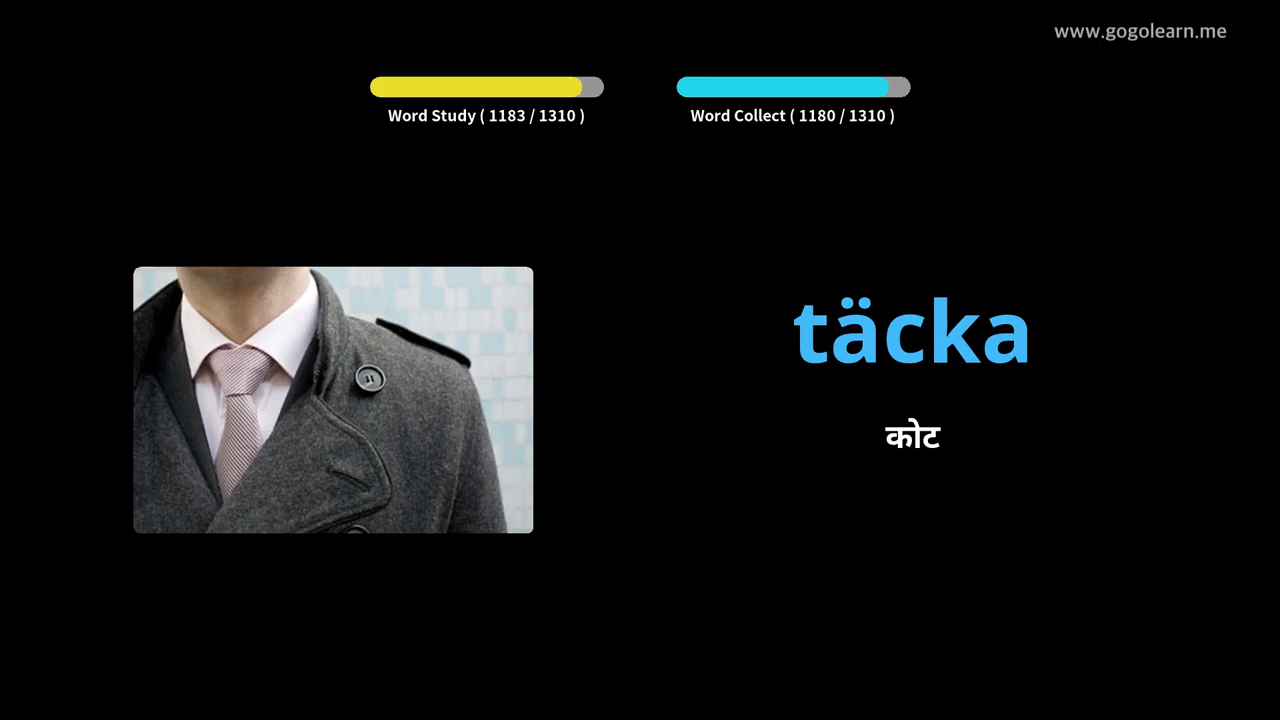 www.gogolearn.me
Word Study ( 1183 / 1310 )
Word Collect ( 1180 / 1310 )
täcka
कोट